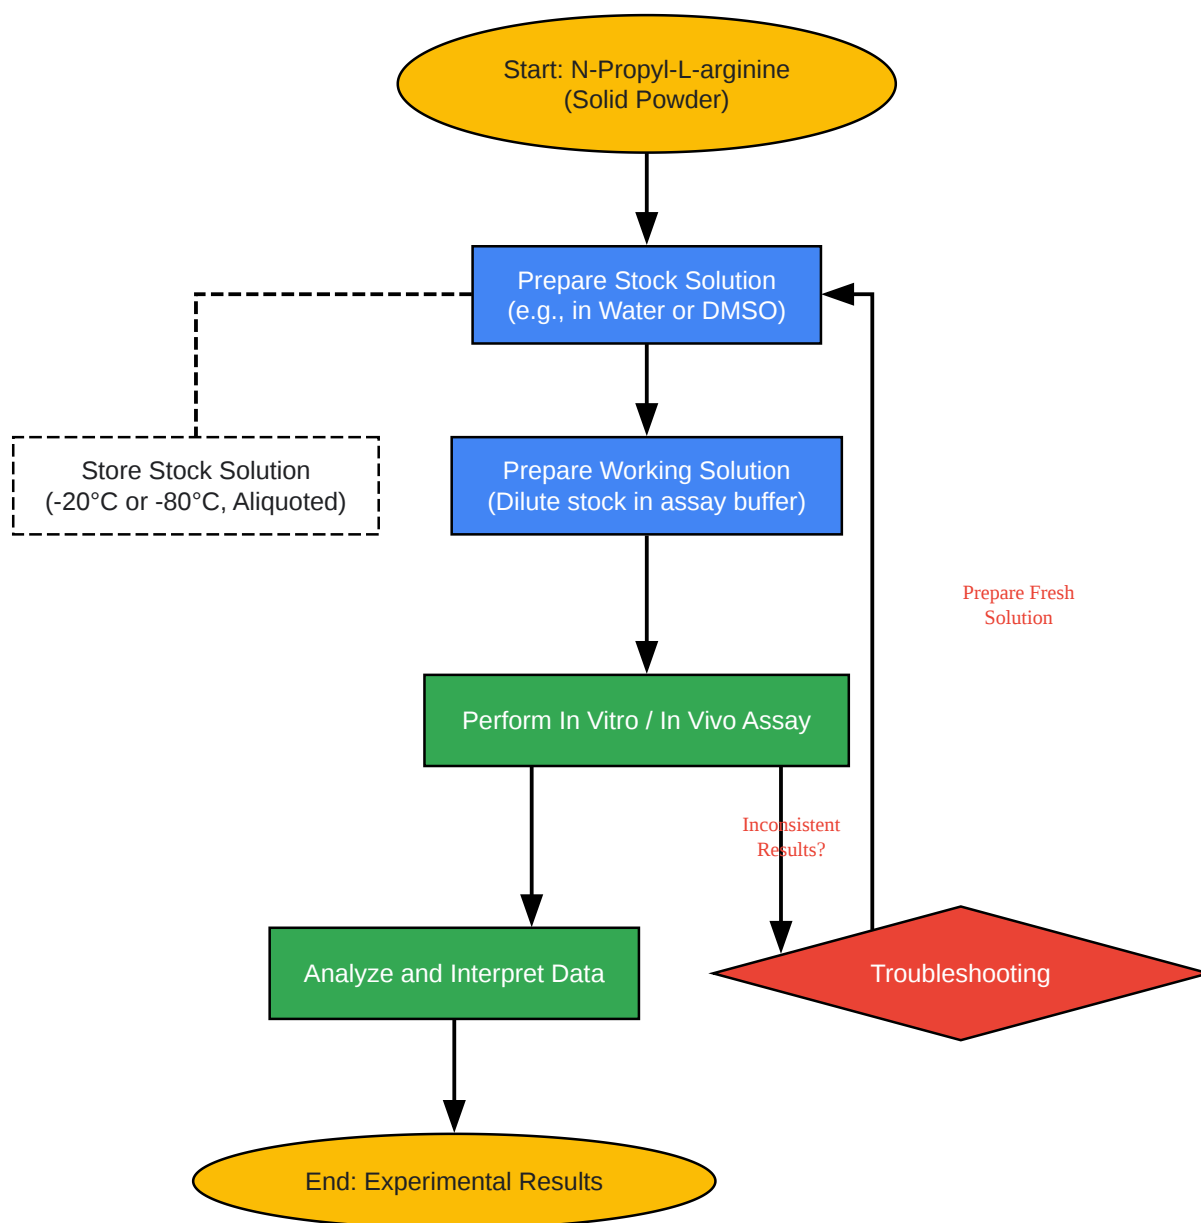 Start: N-Propyl-L-arginine
(Solid Powder)
Prepare Stock Solution
(e.g., in Water or DMSO)
Store Stock Solution
(-20°C or -80°C, Aliquoted)
Prepare Working Solution
(Dilute stock in assay buffer)
Prepare Fresh
Solution
Perform In Vitro / In Vivo Assay
Inconsistent
Results?
Analyze and Interpret Data
Troubleshooting
End: Experimental Results